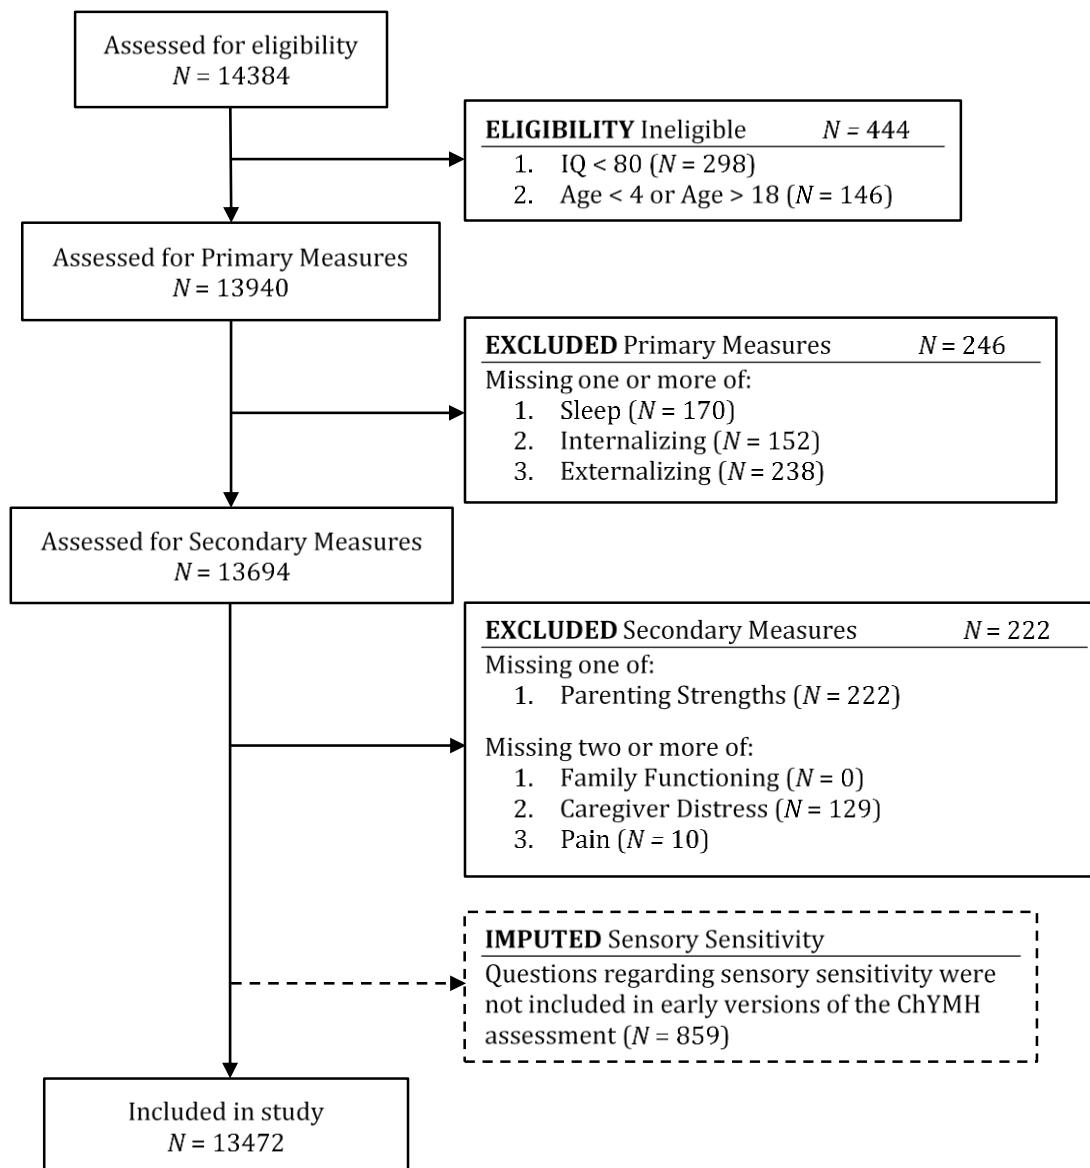 Assessed for eligibility
N = 14384
ELIGIBILITY Ineligible N = 444
1. IQ < 80 (N = 298)
2. Age < 4 or Age > 18 (N = 146)
Assessed for Primary Measures
N = 13940
EXCLUDED Primary Measures N = 246
Missing one or more of:
1. Sleep (N = 170)
2. Internalizing (N = 152)
3. Externalizing (N = 238)
Assessed for Secondary Measures
N = 13694
EXCLUDED Secondary Measures N = 222
Missing one of:
1. Parenting Strengths (N = 222)
Missing two or more of:
1. Family Functioning (N = 0)
2. Caregiver Distress (N = 129)
3. Pain (N = 10)
IMPUTED Sensory Sensitivity
Questions regarding sensory sensitivity were
not included in early versions of the ChYMH
assessment (N = 859)
Included in study
N = 13472